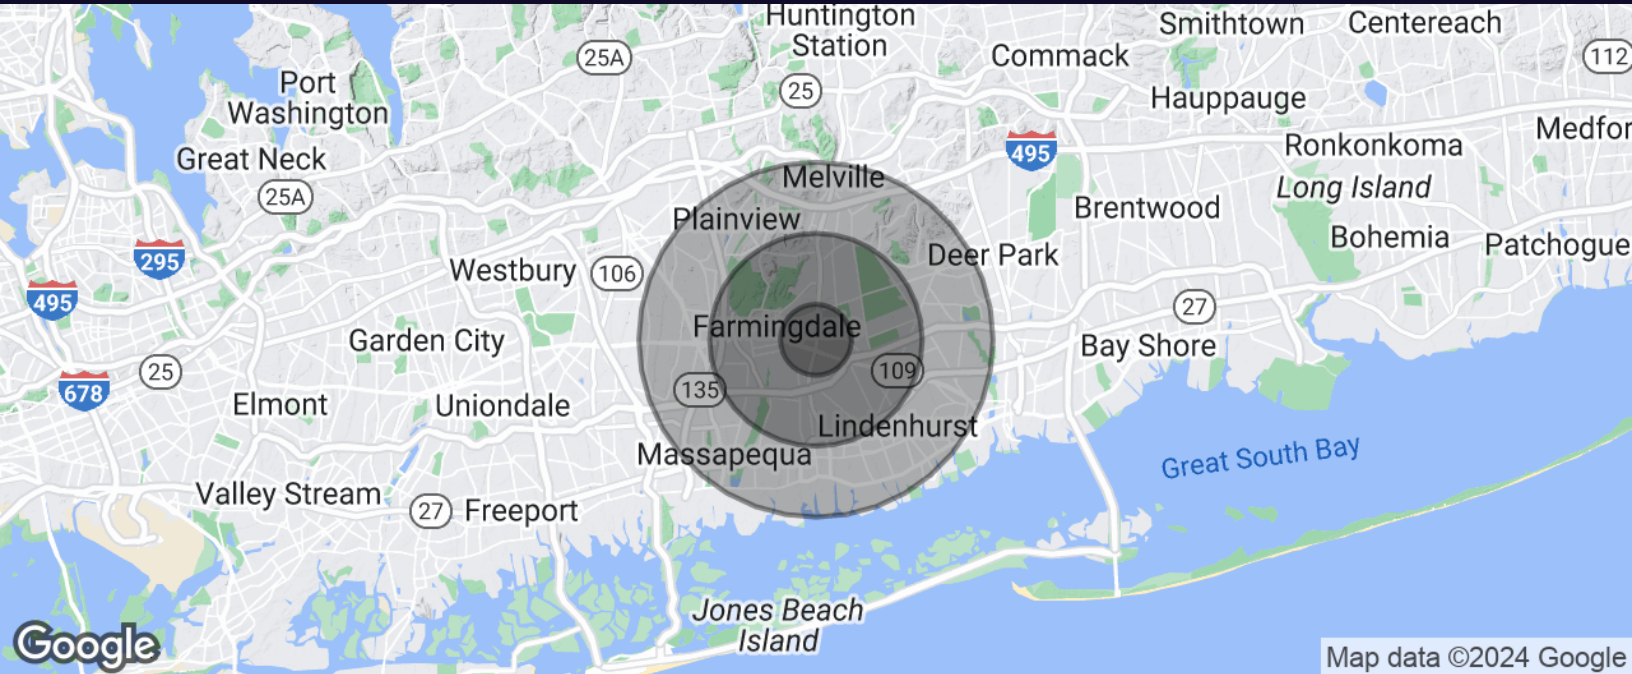 Huntington
Station
Smithtown
Centereach
25A
Commack
112
Port
Washington
25
Hauppauge
Medfor
495
Ronkonkoma
Great Neck
Melville
Long Island
25A
Brentwood
Plainview
Bohemia
Patchogue
295
Westbury
106
Deer Park
495
27
Farmingdale
Garden City
Bay Shore
25
109
678
135
Elmont
Uniondale
Lindenhurst
Massapequa
Great South Bay
Valley Stream
27
Freeport
Jones Beach
Island
Google
Map data ©2024 Google